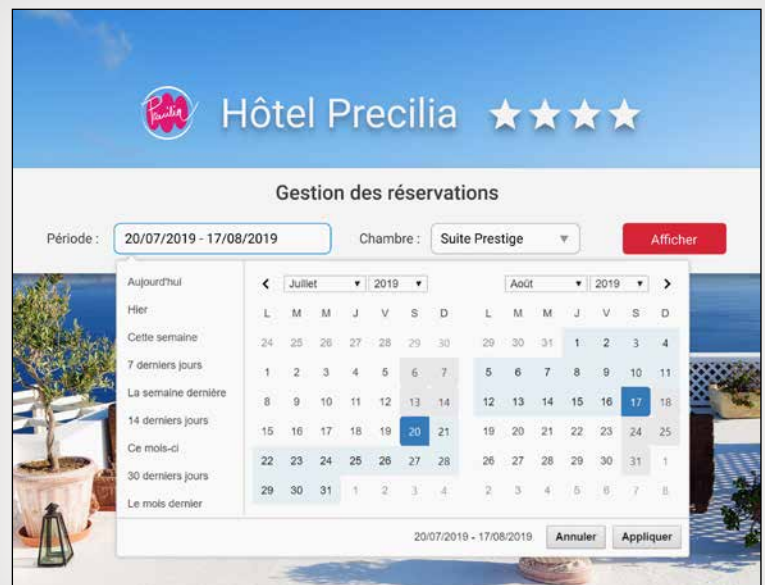 Precilia
Hôtel Precilia
Gestion des réservations
Période : 20/07/2019 - 17/08/2019 Chambre : Suite Prestige Afficher
Aujourd'hui
Hier
Cette semaine
7 derniers jours
La semaine dernière
14 derniers jours
Ce mois-ci
30 derniers jours
Le mois dernier
Juillet 2019
L M M J V S D
24 25 26 27 28 29 30
1 2 3 4 5 6 7
8 9 10 11 12 13 14
15 16 17 18 19 20 21
22 23 24 25 26 27 28
29 30 31 1 2 3 4
Août 2019
L M M J V S D
29 30 31 1 2 3 4
5 6 7 8 9 10 11
12 13 14 15 16 17 18
19 20 21 22 23 24 25
26 27 28 29 30 31 1
2 3 4 5 6 7 8
20/07/2019 - 17/08/2019 Annuler Appliquer